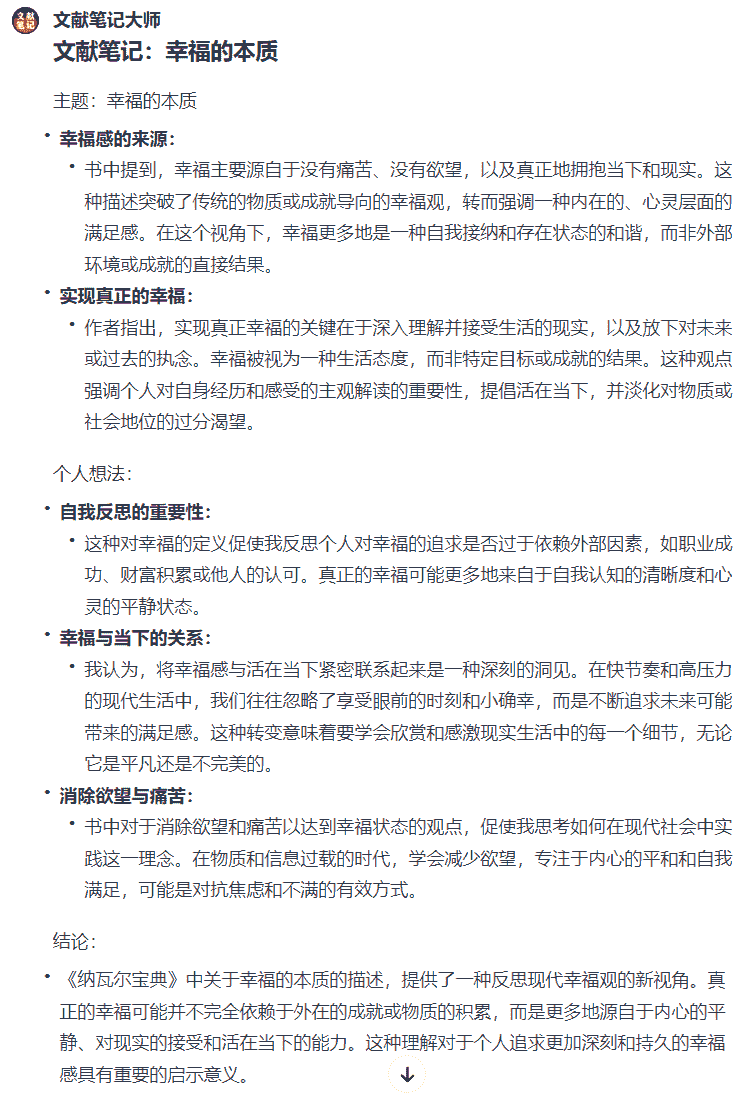 文献
笔记
文献笔记大师
文献笔记：幸福的本质
主题：幸福的本质
• 幸福感的来源：
• 书中提到，幸福主要源自于没有痛苦、没有欲望，以及真正地拥抱当下和现实。这
种描述突破了传统的物质或成就导向的幸福观，转而强调一种内在的、心灵层面的
满足感。在这个视角下，幸福更多地是一种自我接纳和存在状态的和谐，而非外部
环境或成就的直接结果。
• 实现真正的幸福：
• 作者指出，实现真正幸福的关键在于深入理解并接受生活的现实，以及放下对未来
或过去的执念。幸福被视为一种生活态度，而非特定目标或成就的结果。这种观点
强调个人对自身经历和感受的主观解读的重要性，提倡活在当下，并淡化对物质或
社会地位的过分渴望。
个人想法：
• 自我反思的重要性：
• 这种对幸福的定义促使我反思个人对幸福的追求是否过于依赖外部因素，如职业成
功、财富积累或他人的认可。真正的幸福可能更多地来自于自我认知的清晰度和心
灵的平静状态。
• 幸福与当下的关系：
• 我认为，将幸福感与活在当下紧密联系起来是一种深刻的洞见。在快节奏和高压力
的现代生活中，我们往往忽略了享受眼前的时刻和小确幸，而是不断追求未来可能
带来的满足感。这种转变意味着要学会欣赏和感激现实生活中的每一个细节，无论
它是平凡还是不完美的。
• 消除欲望与痛苦：
• 书中对于消除欲望和痛苦以达到幸福状态的观点，促使我思考如何在现代社会中实
践这一理念。在物质和信息过载的时代，学会减少欲望，专注于内心的平和和自我
满足，可能是对抗焦虑和不满的有效方式。
结论：
• 《纳瓦尔宝典》中关于幸福的本质的描述，提供了一种反思现代幸福观的新视角。真
正的幸福可能并不完全依赖于外在的成就或物质的积累，而是更多地源自于内心的平
静、对现实的接受和活在当下的能力。这种理解对于个人追求更加深刻和持久的幸福
感具有重要的启示意义。